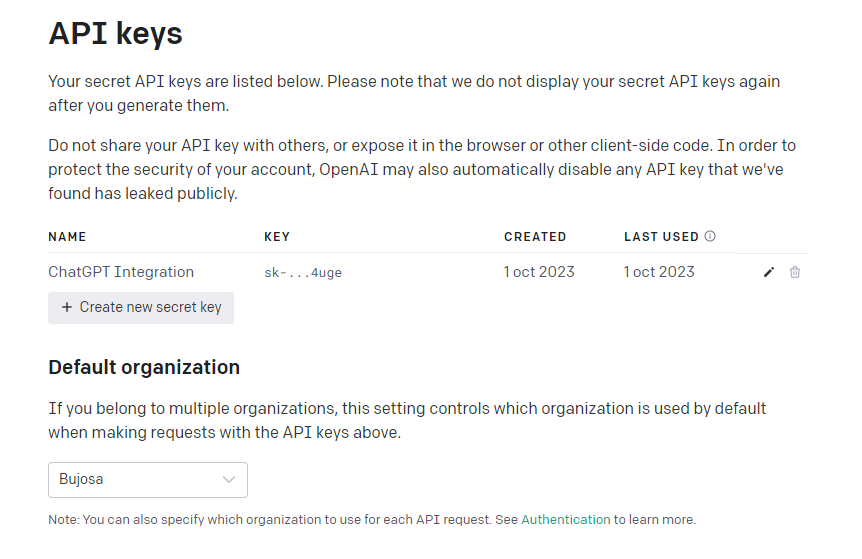 API keys
Your secret API keys are listed below. Please note that we do not display your secret API keys again
after you generate them.
Do not share your API key with others, or expose it in the browser or other client-side code. In order to
protect the security of your account, OpenAI may also automatically disable any API key that we've
found has leaked publicly.
NAME KEY CREATED LAST USED
ChatGPT Integration sk-...4uge 1 oct 2023 1 oct 2023
+ Create new secret key
Default organization
If you belong to multiple organizations, this setting controls which organization is used by default
when making requests with the API keys above.
Bujosa
Note: You can also specify which organization to use for each API request. See Authentication to learn more.